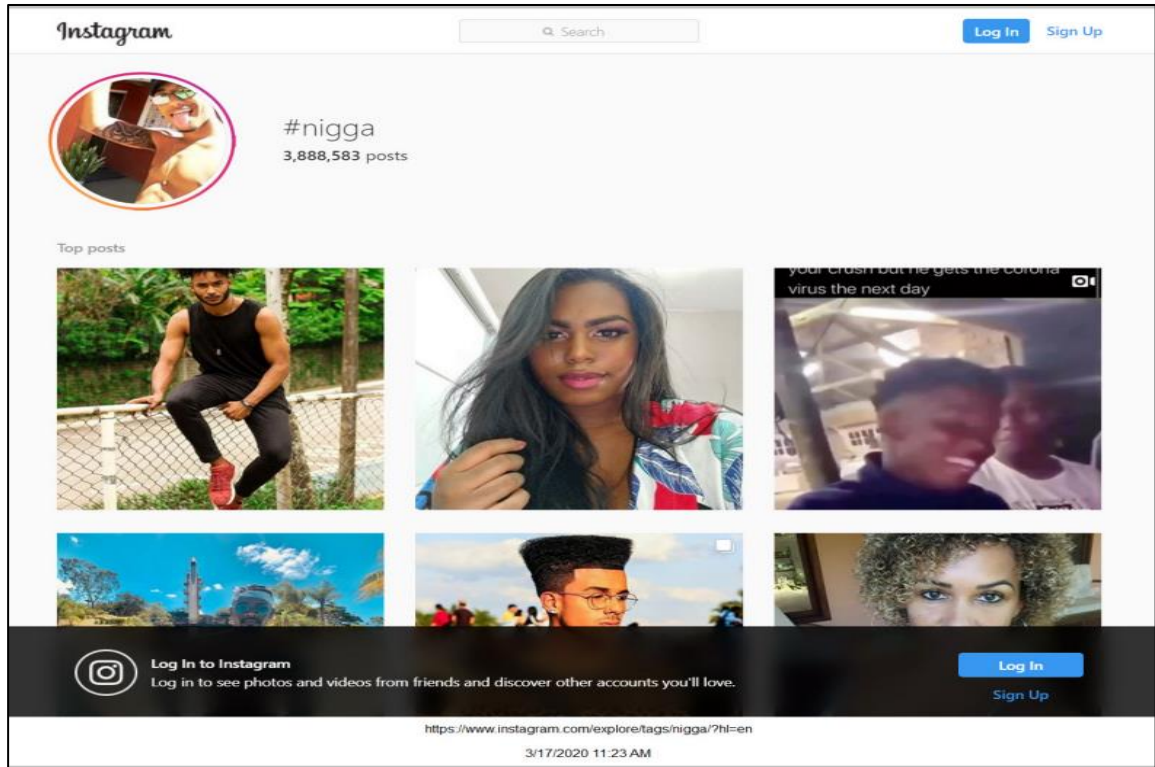 Instagram
Search
Log In
Sign Up
#nigga
3,888,583 posts
Top posts
your crush but he gets the corona
virus the next day
Log In to Instagram
Log in to see photos and videos from friends and discover other accounts you'll love.
Log In
Sign Up
https://www.instagram.com/explore/tags/nigga/?hl=en
3/17/2020 11:23 AM